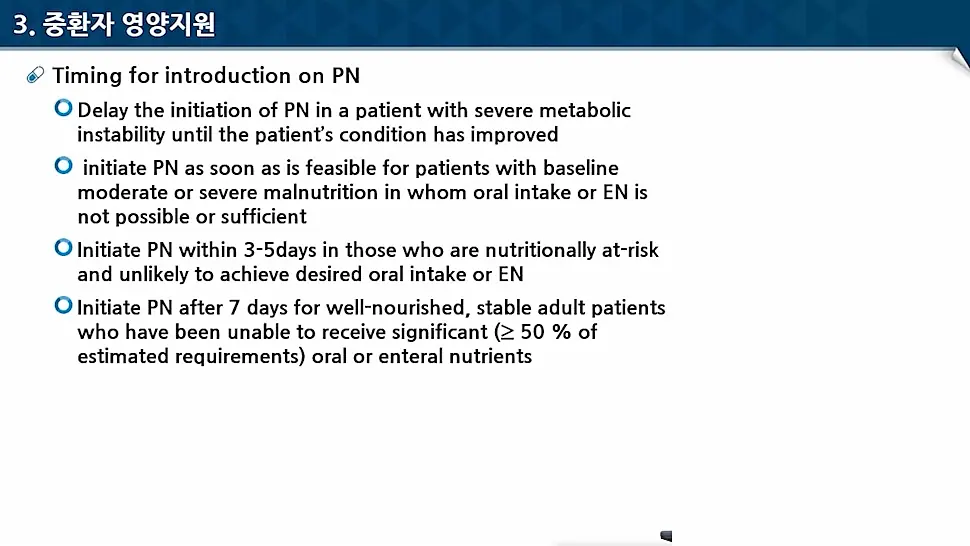 3. 중환자 영양지원
Timing for introduction on PN
Delay the initiation of PN in a patient with severe metabolic
instability until the patient's condition has improved
initiate PN as soon as is feasible for patients with baseline
moderate or severe malnutrition in whom oral intake or EN is
not possible or sufficient
Initiate PN within 3-5days in those who are nutritionally at-risk
and unlikely to achieve desired oral intake or EN
Initiate PN after 7 days for well-nourished, stable adult patients
who have been unable to receive significant (≥ 50 % of
estimated requirements) oral or enteral nutrients